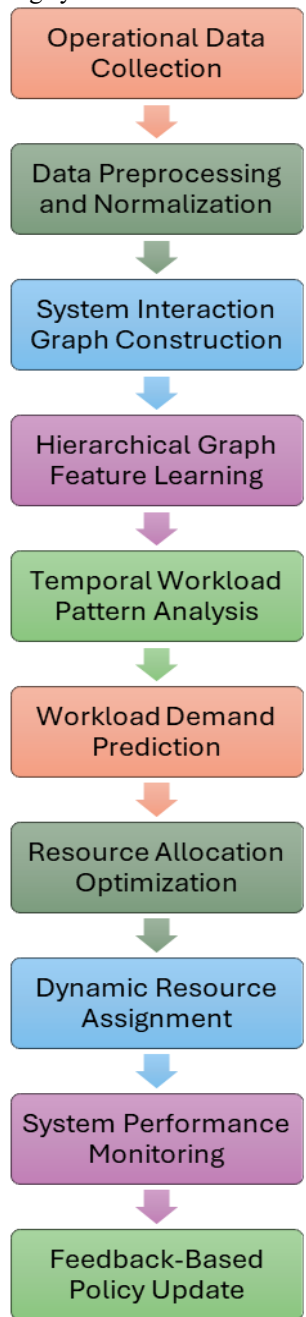 Operational Data
Collection
Data Preprocessing
and Normalization
System Interaction
Graph Construction
Hierarchical Graph
Feature Learning
Temporal Workload
Pattern Analysis
Workload Demand
Prediction
Resource Allocation
Optimization
Dynamic Resource
Assignment
System Performance
Monitoring
Feedback-Based
Policy Update